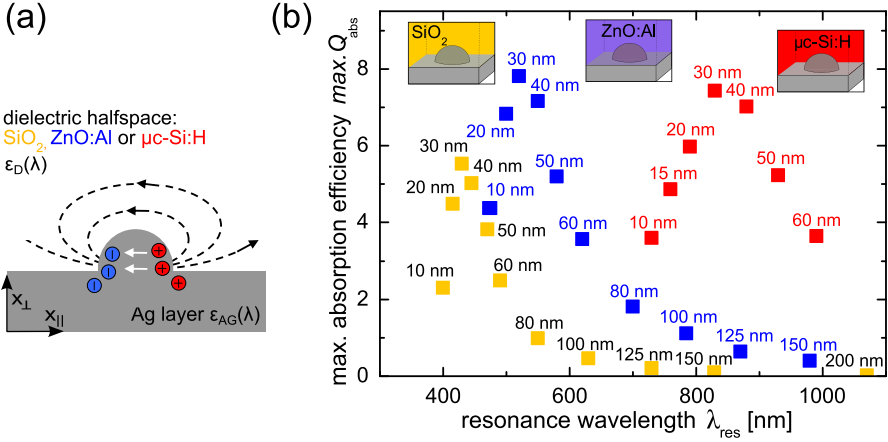 (a)
dielectric halfspace:
SiO₂, ZnO:Al or µc-Si:H
ε_D(λ)
− +
− +
− +
x⊥
x||
Ag layer ε_AG(λ)
(b)
max. absorption efficiency max.Q_abs
8
6
4
2
0
400 600 800 1000
resonance wavelength λ_res [nm]
SiO₂
ZnO:Al
µc-Si:H
30 nm
40 nm
20 nm
30 nm
40 nm
20 nm
10 nm
50 nm
10 nm
50 nm
60 nm
60 nm
80 nm
100 nm
125 nm
150 nm
200 nm
80 nm
100 nm
125 nm
150 nm
30 nm
40 nm
20 nm
15 nm
50 nm
10 nm
60 nm